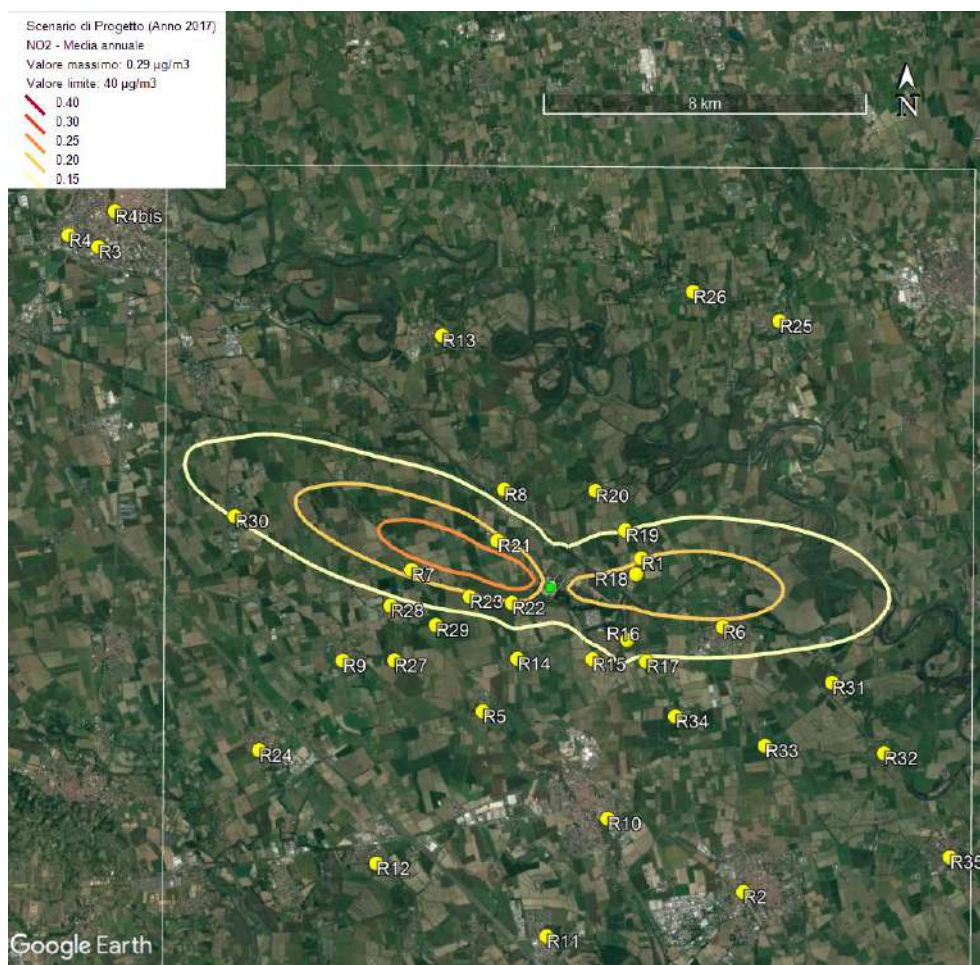 Scenario di Progetto (Anno 2017)
NO2 - Media annuale
Valore massimo: 0.29 µg/m3
Valore limite: 40 µg/m3
0.40
0.30
0.25
0.20
0.15
8 km
N
R4bis
R4
R3
R26
R25
R13
R8
R20
R30
R19
R21
R1
R7
R18
R23
R22
R28
R29
R6
R16
R9
R27
R14
R15
R17
R31
R5
R34
R24
R33
R32
R10
R12
R35
R2
R11
Google Earth